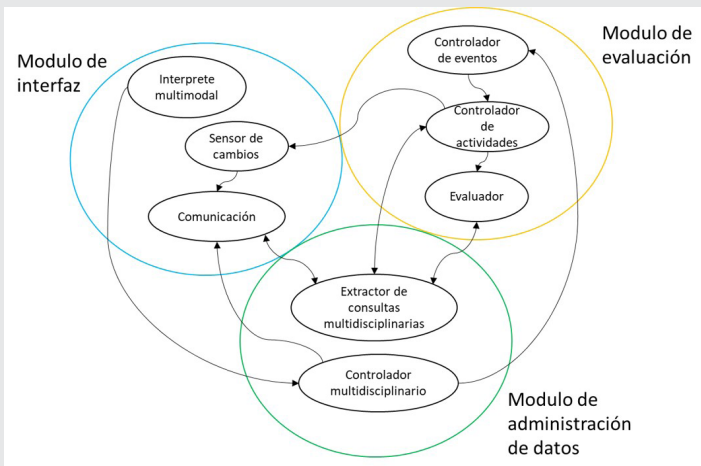 Modulo de
interfaz
Interprete
multimodal
Sensor de
cambios
Comunicación
Modulo de
evaluación
Controlador
de eventos
Controlador
de
actividades
Evaluador
Extractor de
consultas
multidisciplinarias
Controlador
multidisciplinario
Modulo de
administración
de datos